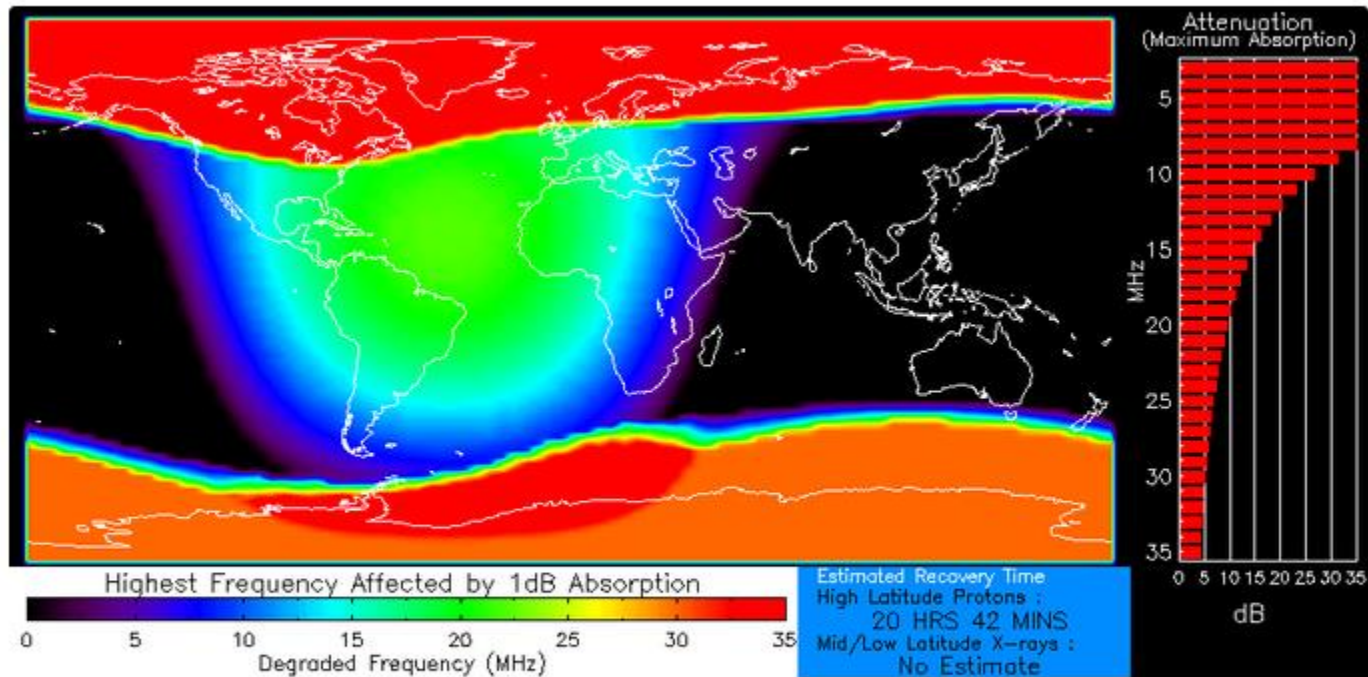 Attenuation
(Maximum Absorption)
5
10
15
20
25
30
35
MHz
0 5 10 15 20 25 30 35
dB
Highest Frequency Affected by 1dB Absorption
0 5 10 15 20 25 30 35
Degraded Frequency (MHz)
Estimated Recovery Time
High Latitude Protons :
20 HRS 42 MINS
Mid/Low Latitude X-rays :
No Estimate